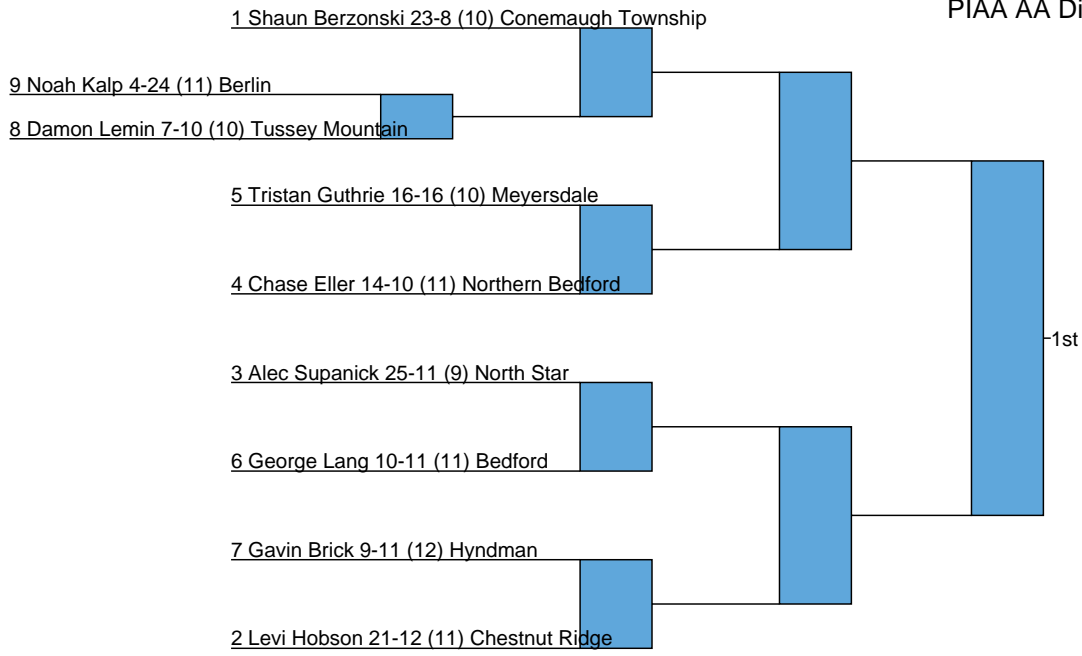 PIAA AA Di
1 Shaun Berzonski 23-8 (10) Conemaugh Township
9 Noah Kalp 4-24 (11) Berlin
8 Damon Lemin 7-10 (10) Tussey Mountain
5 Tristan Guthrie 16-16 (10) Meyersdale
4 Chase Eller 14-10 (11) Northern Bedford
1st
3 Alec Supanick 25-11 (9) North Star
6 George Lang 10-11 (11) Bedford
7 Gavin Brick 9-11 (12) Hyndman
2 Levi Hobson 21-12 (11) Chestnut Ridge